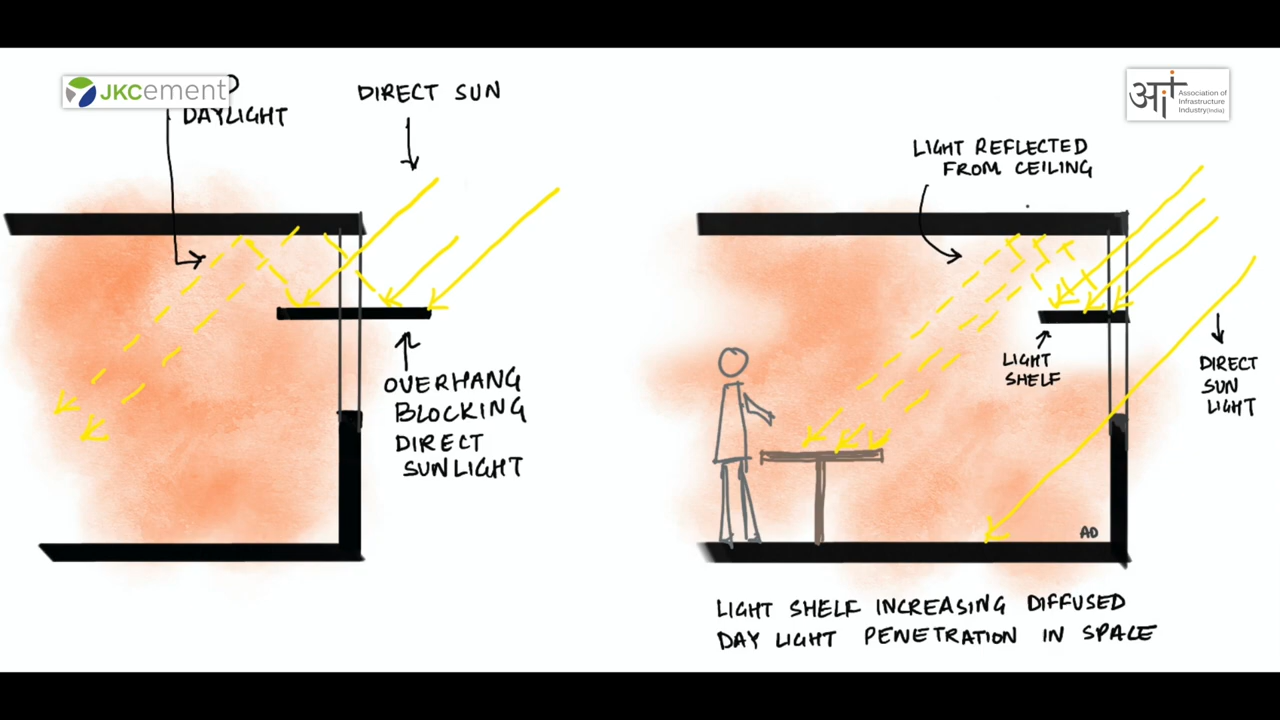 JKCement
DAYLIGHT
DIRECT SUN
OVERHANG
BLOCKING
DIRECT
SUNLIGHT
Association of
Infrastructure
Industry(India)
LIGHT REFLECTED
FROM CEILING
LIGHT
SHELF
DIRECT
SUN
LIGHT
AD
LIGHT SHELF INCREASING DIFFUSED
DAY LIGHT PENETRATION IN SPACE